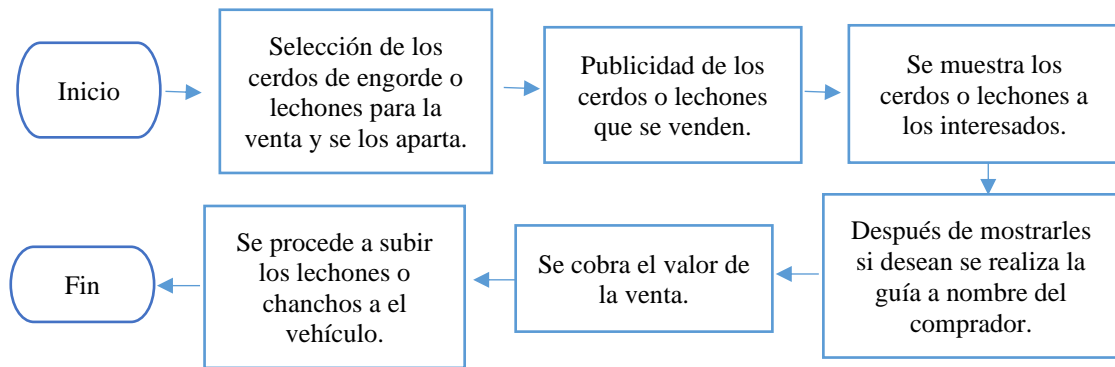 Inicio
Selección de los
cerdos de engorde o
lechones para la
venta y se los aparta.
Publicidad de los
cerdos o lechones
que se venden.
Se muestra los
cerdos o lechones a
los interesados.
Después de mostrarles
si desean se realiza la
guía a nombre del
comprador.
Se cobra el valor de
la venta.
Se procede a subir
los lechones o
chanchos a el
vehículo.
Fin